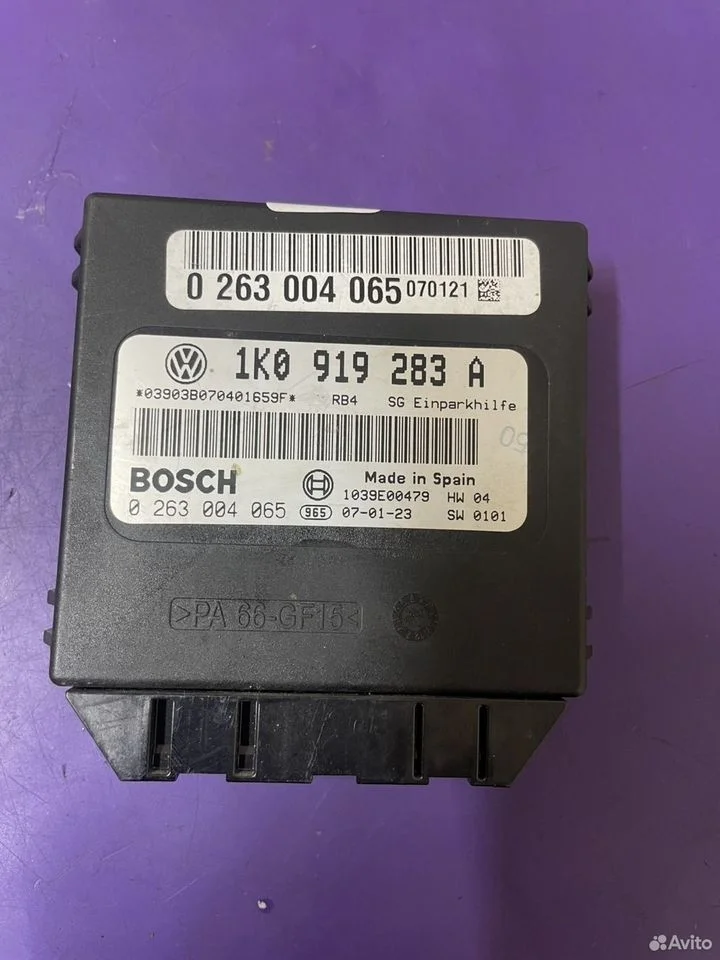 0 263 004 065 070121
1K0 919 283 A
*03903B070401659F* RB4 SG Einparkhilfe
BOSCH Made in Spain
1039E00479 HW 04
0 263 004 065 965 07-01-23 SW 0101
50
>PA 66-GF15<
Avito